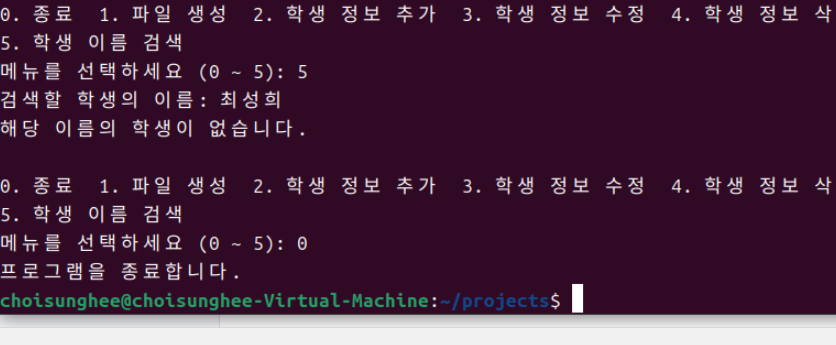 0. 종료  1. 파일 생성  2. 학생 정보 추가  3. 학생 정보 수정  4. 학생 정보 삭
5. 학생 이름 검색
메뉴를 선택하세요 (0 ~ 5): 5
검색할 학생의 이름: 최성희
해당 이름의 학생이 없습니다.
0. 종료  1. 파일 생성  2. 학생 정보 추가  3. 학생 정보 수정  4. 학생 정보 삭
5. 학생 이름 검색
메뉴를 선택하세요 (0 ~ 5): 0
프로그램을 종료합니다.
choisunghee@choisunghee-Virtual-Machine:~/projects$